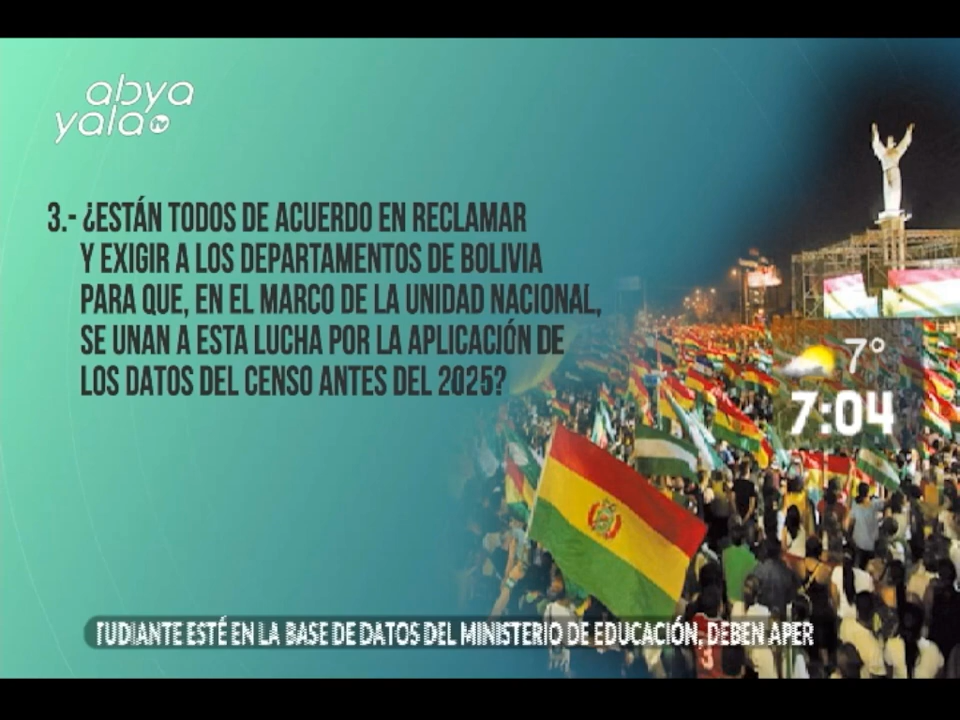 abya
yala tv
3.- ¿ESTÁN TODOS DE ACUERDO EN RECLAMAR
Y EXIGIR A LOS DEPARTAMENTOS DE BOLIVIA
PARA QUE, EN EL MARCO DE LA UNIDAD NACIONAL,
SE UNAN A ESTA LUCHA POR LA APLICACIÓN DE
LOS DATOS DEL CENSO ANTES DEL 2025?
7°
7:04
TUDIANTE ESTÉ EN LA BASE DE DATOS DEL MINISTERIO DE EDUCACIÓN, DEBEN APER